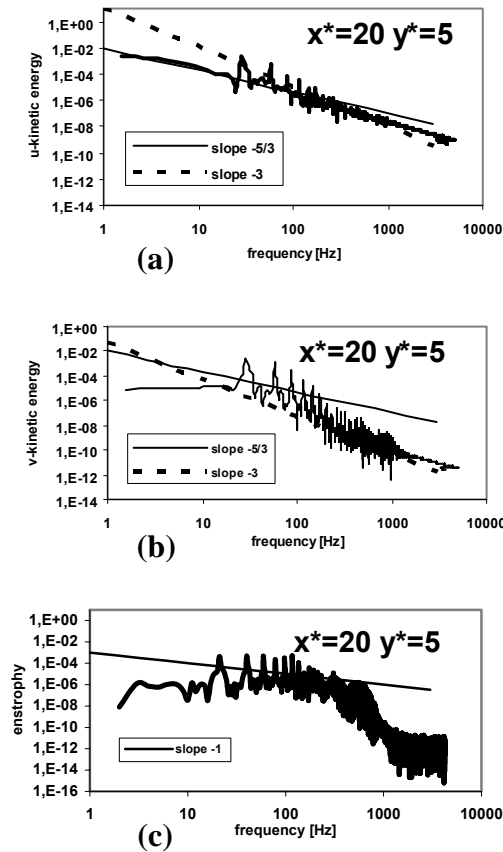 x*=20 y*=5
1,E+00
1,E-02
1,E-04
1,E-06
1,E-08
1,E-10
1,E-12
1,E-14
u-kinetic energy
slope -5/3
slope -3
1 10 100 1000 10000
frequency [Hz]
(a)
x*=20 y*=5
1,E+00
1,E-02
1,E-04
1,E-06
1,E-08
1,E-10
1,E-12
1,E-14
v-kinetic energy
slope -5/3
slope -3
1 10 100 1000 10000
frequency [Hz]
(b)
x*=20 y*=5
1,E+00
1,E-02
1,E-04
1,E-06
1,E-08
1,E-10
1,E-12
1,E-14
1,E-16
enstrophy
slope -1
1 10 100 1000 10000
frequency [Hz]
(c)